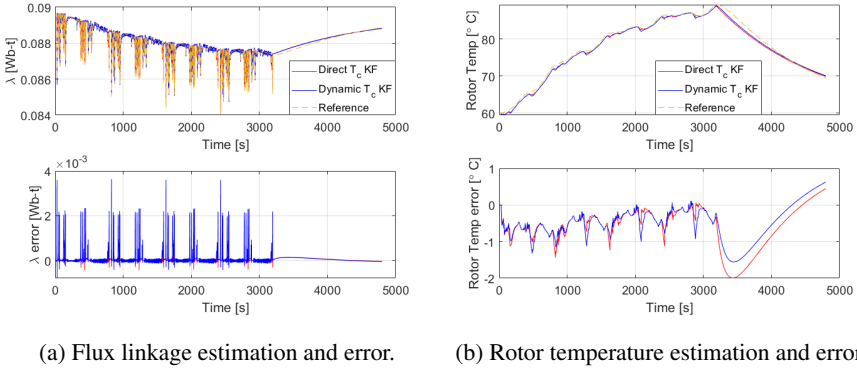 0.09
0.088
0.086
0.084
λ [Wb-t]
Direct T_c KF
Dynamic T_c KF
Reference
0 1000 2000 3000 4000 5000
Time [s]
× 10^-3
4
2
0
λ error [Wb-t]
0 1000 2000 3000 4000 5000
Time [s]
(a) Flux linkage estimation and error.
80
70
60
Rotor Temp [° C]
Direct T_c KF
Dynamic T_c KF
Reference
0 1000 2000 3000 4000 5000
Time [s]
1
0
-1
-2
Rotor Temp error [° C]
0 1000 2000 3000 4000 5000
Time [s]
(b) Rotor temperature estimation and error